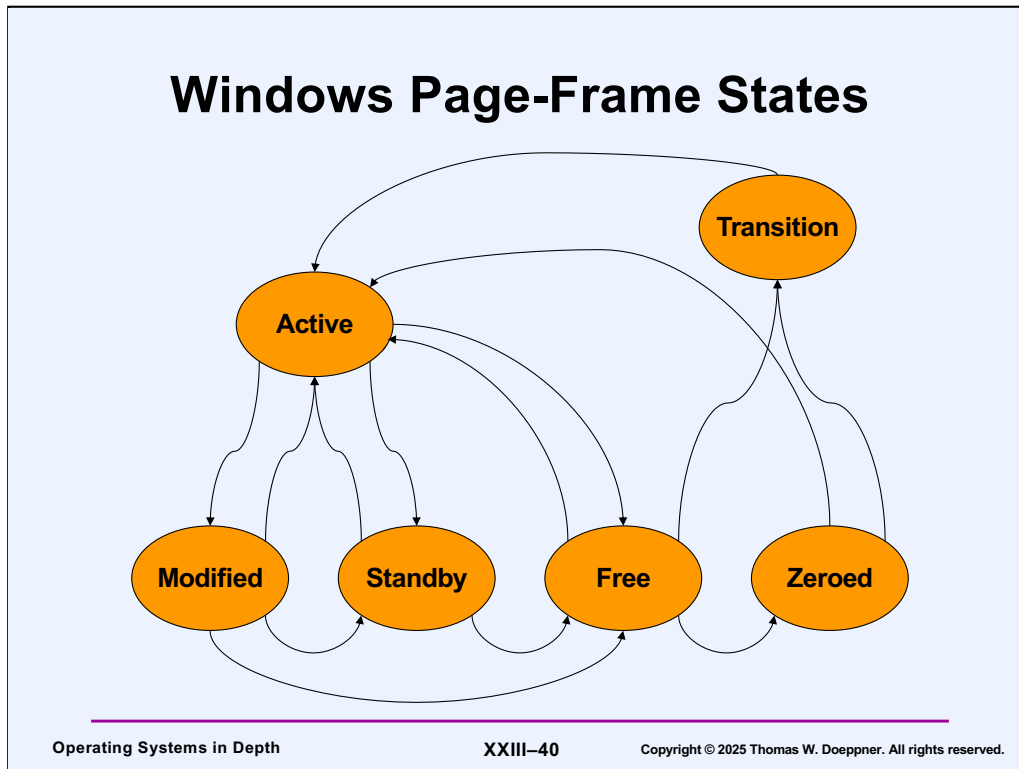 Windows Page-Frame States
Transition
Active
Modified
Standby
Free
Zeroed
Operating Systems in Depth
XXIII–40
Copyright © 2025 Thomas W. Doeppner. All rights reserved.